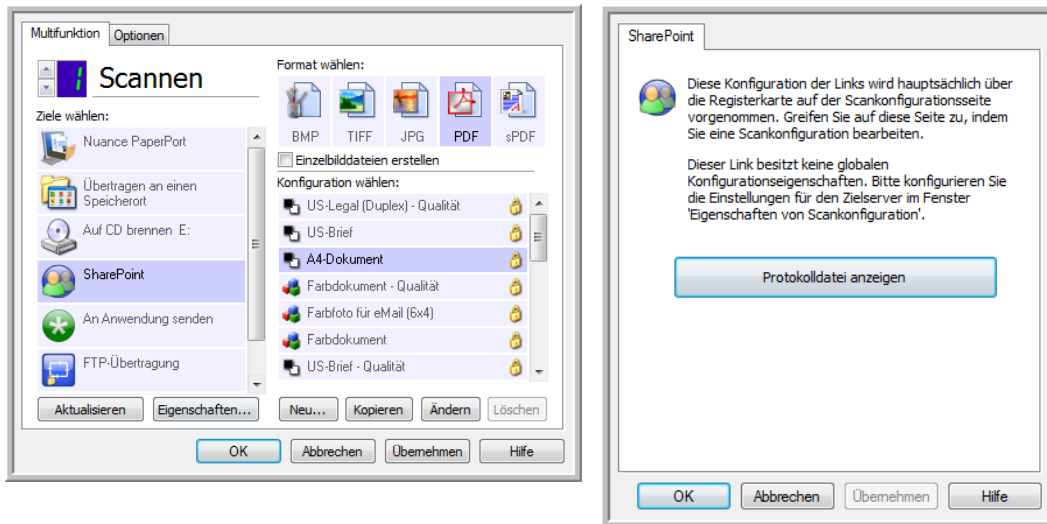 Multifunktion
Optionen
1
Scannen
Ziele wählen:
Nuance PaperPort
Übertragen an einen
Speicherort
Auf CD brennen E:
SharePoint
An Anwendung senden
FTP-Übertragung
Aktualisieren
Eigenschaften...
Format wählen:
BMP
TIFF
JPG
PDF
sPDF
Einzelbilddateien erstellen
Konfiguration wählen:
US-Legal (Duplex) - Qualität
US-Brief
A4-Dokument
Farbdokument - Qualität
Farbfoto für eMail (6x4)
Farbdokument
US-Brief - Qualität
Neu...
Kopieren
Ändern
Löschen
OK
Abbrechen
Übernehmen
Hilfe
SharePoint
Diese Konfiguration der Links wird hauptsächlich über
die Registerkarte auf der Scankonfigurationsseite
vorgenommen. Greifen Sie auf diese Seite zu, indem
Sie eine Scankonfiguration bearbeiten.
Dieser Link besitzt keine globalen
Konfigurationseigenschaften. Bitte konfigurieren Sie
die Einstellungen für den Zielserver im Fenster
'Eigenschaften von Scankonfiguration'.
Protokolldatei anzeigen
OK
Abbrechen
Übernehmen
Hilfe